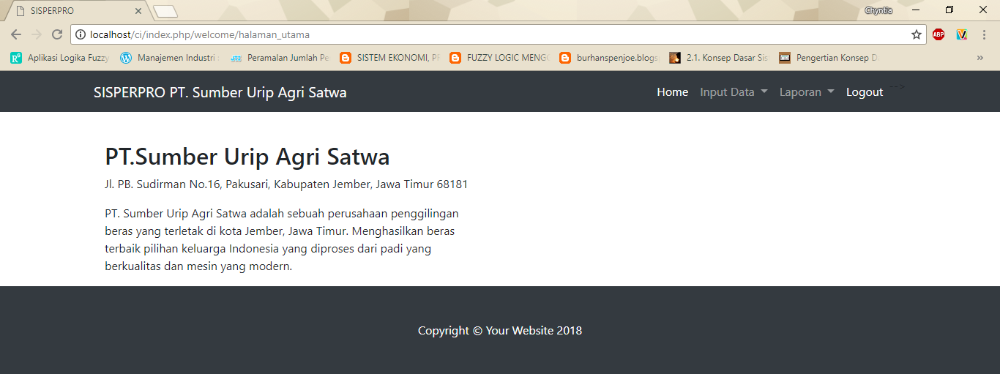 SISPERPRO
Chyntia
localhost/ci/index.php/welcome/halaman_utama
ABP
Aplikasi Logika Fuzzy
Manajemen Industri :
Peramalan Jumlah Pe
SISTEM EKONOMI, PR
FUZZY LOGIC MENGG
burhanspenjoe.blogs
2.1. Konsep Dasar Sis
Pengertian Konsep D
»
SISPERPRO PT. Sumber Urip Agri Satwa
Home Input Data Laporan Logout -->
PT.Sumber Urip Agri Satwa
Jl. PB. Sudirman No.16, Pakusari, Kabupaten Jember, Jawa Timur 68181
PT. Sumber Urip Agri Satwa adalah sebuah perusahaan penggilingan
beras yang terletak di kota Jember, Jawa Timur. Menghasilkan beras
terbaik pilihan keluarga Indonesia yang diproses dari padi yang
berkualitas dan mesin yang modern.
Copyright © Your Website 2018